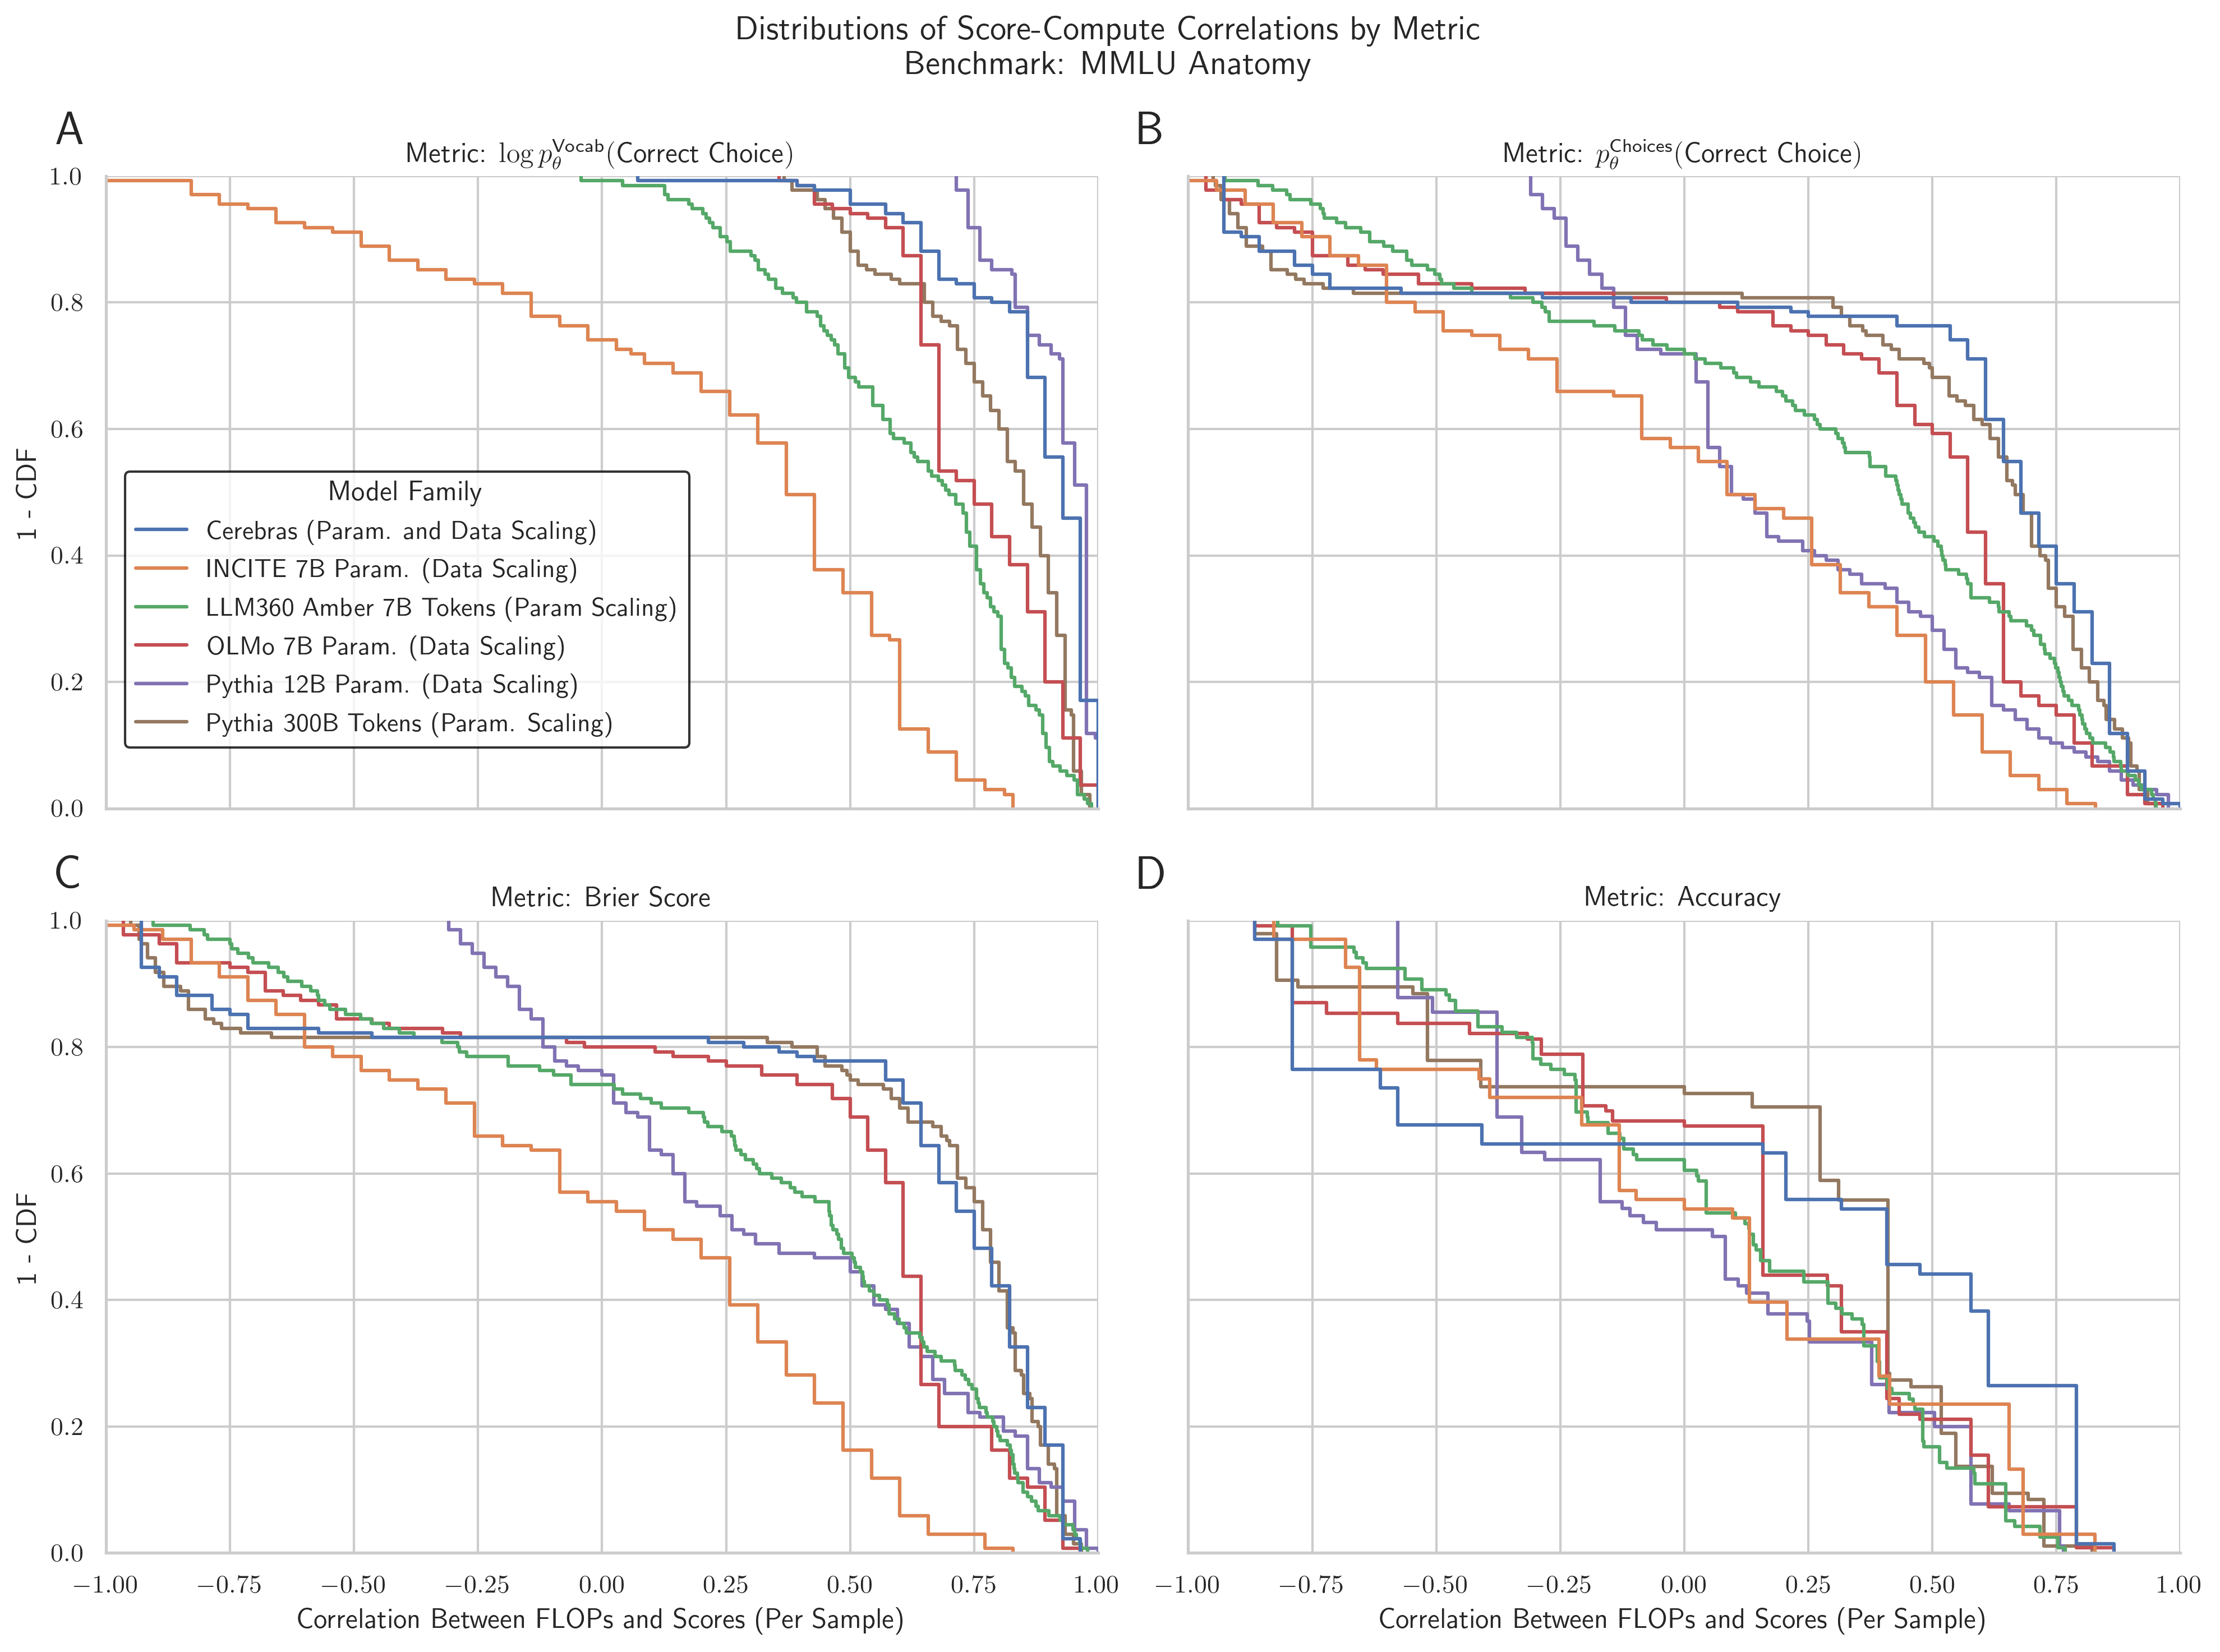 Distributions of Score-Compute Correlations by Metric
Benchmark: MMLU Anatomy
A
Metric: log p_θ^Vocab(Correct Choice)
1.0
0.8
0.6
0.4
0.2
0.0
1 - CDF
Model Family
Cerebras (Param. and Data Scaling)
INCITE 7B Param. (Data Scaling)
LLM360 Amber 7B Tokens (Param Scaling)
OLMo 7B Param. (Data Scaling)
Pythia 12B Param. (Data Scaling)
Pythia 300B Tokens (Param. Scaling)
B
Metric: p_θ^Choices(Correct Choice)
C
Metric: Brier Score
1.0
0.8
0.6
0.4
0.2
0.0
1 - CDF
−1.00 −0.75 −0.50 −0.25 0.00 0.25 0.50 0.75 1.00
Correlation Between FLOPs and Scores (Per Sample)
D
Metric: Accuracy
−1.00 −0.75 −0.50 −0.25 0.00 0.25 0.50 0.75 1.00
Correlation Between FLOPs and Scores (Per Sample)